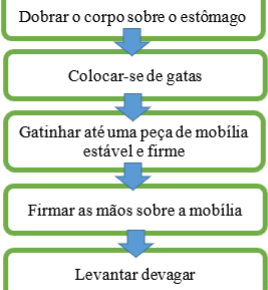 Dobrar o corpo sobre o estômago
Colocar-se de gatas
Gatinhar até uma peça de mobília
estável e firme
Firmar as mãos sobre a mobília
Levantar devagar